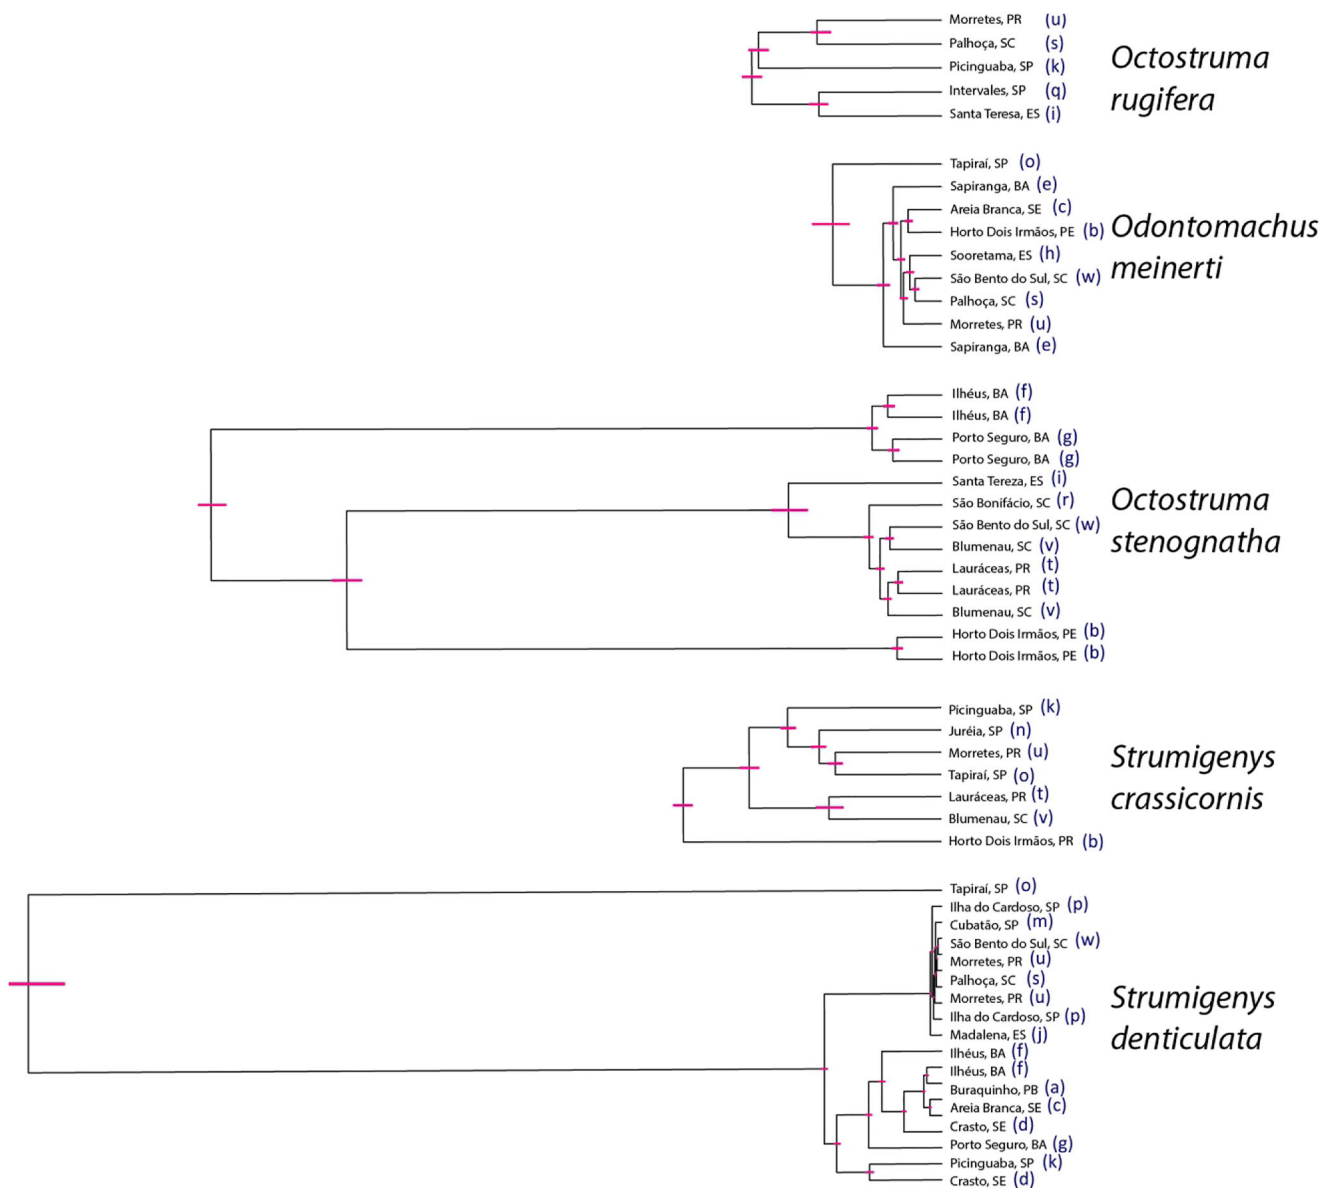 Morretes, PR (u)
Palhoça, SC (s)
Picinguaba, SP (k)
Intervales, SP (q)
Santa Teresa, ES (i)
Octostruma
rugifera
Tapiraí, SP (o)
Sapiranga, BA (e)
Areia Branca, SE (c)
Horto Dois Irmãos, PE (b)
Sooretama, ES (h)
São Bento do Sul, SC (w)
Palhoça, SC (s)
Morretes, PR (u)
Sapiranga, BA (e)
Odontomachus
meinerti
Ilhéus, BA (f)
Ilhéus, BA (f)
Porto Seguro, BA (g)
Porto Seguro, BA (g)
Santa Tereza, ES (i)
São Bonifácio, SC (r)
São Bento do Sul, SC (w)
Blumenau, SC (v)
Lauráceas, PR (t)
Lauráceas, PR (t)
Blumenau, SC (v)
Horto Dois Irmãos, PE (b)
Horto Dois Irmãos, PE (b)
Octostruma
stenognatha
Picinguaba, SP (k)
Juréia, SP (n)
Morretes, PR (u)
Tapiraí, SP (o)
Lauráceas, PR (t)
Blumenau, SC (v)
Horto Dois Irmãos, PR (b)
Strumigenys
crassicornis
Tapiraí, SP (o)
Ilha do Cardoso, SP (p)
Cubatão, SP (m)
São Bento do Sul, SC (w)
Morretes, PR (u)
Palhoça, SC (s)
Morretes, PR (u)
Ilha do Cardoso, SP (p)
Madalena, ES (j)
Ilhéus, BA (f)
Ilhéus, BA (f)
Buraquinho, PB (a)
Areia Branca, SE (c)
Crasto, SE (d)
Porto Seguro, BA (g)
Picinguaba, SP (k)
Crasto, SE (d)
Strumigenys
denticulata